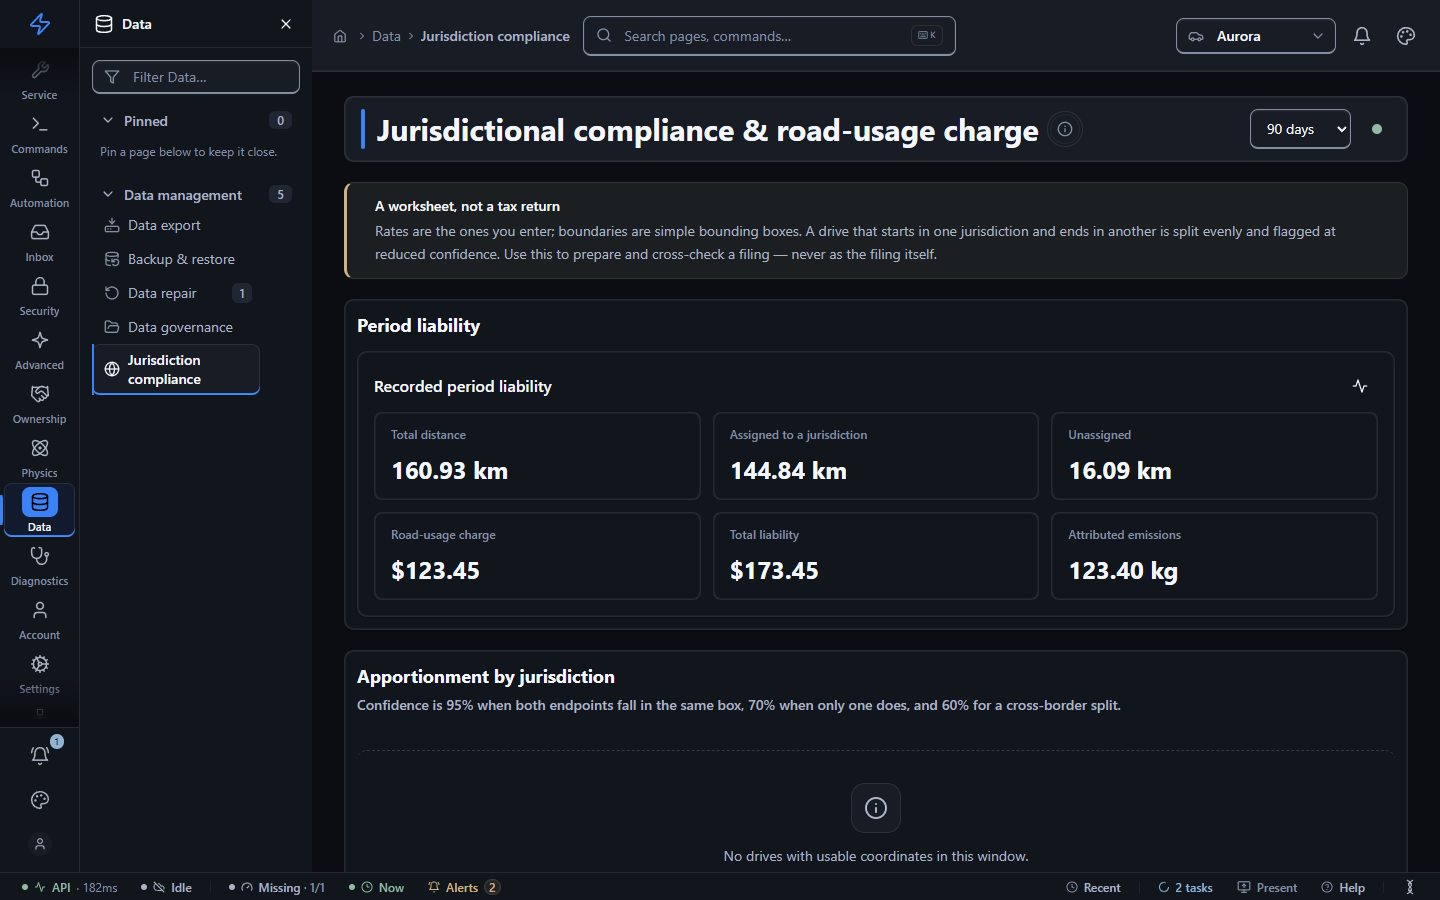 Data
Data
Jurisdiction compliance
Search pages, commands...
K
Aurora
Service
Commands
Automation
Inbox
Security
Advanced
Ownership
Physics
Data
Diagnostics
Account
Settings
1
Filter Data...
Pinned
0
Pin a page below to keep it close.
Data management
5
Data export
Backup & restore
Data repair
1
Data governance
Jurisdiction
compliance
Jurisdictional compliance & road-usage charge
90 days
A worksheet, not a tax return
Rates are the ones you enter; boundaries are simple bounding boxes. A drive that starts in one jurisdiction and ends in another is split evenly and flagged at
reduced confidence. Use this to prepare and cross-check a filing — never as the filing itself.
Period liability
Recorded period liability
Total distance
160.93 km
Assigned to a jurisdiction
144.84 km
Unassigned
16.09 km
Road-usage charge
$123.45
Total liability
$173.45
Attributed emissions
123.40 kg
Apportionment by jurisdiction
Confidence is 95% when both endpoints fall in the same box, 70% when only one does, and 60% for a cross-border split.
No drives with usable coordinates in this window.
API · 182ms
Idle
Missing · 1/1
Now
Alerts 2
Recent
2 tasks
Present
Help